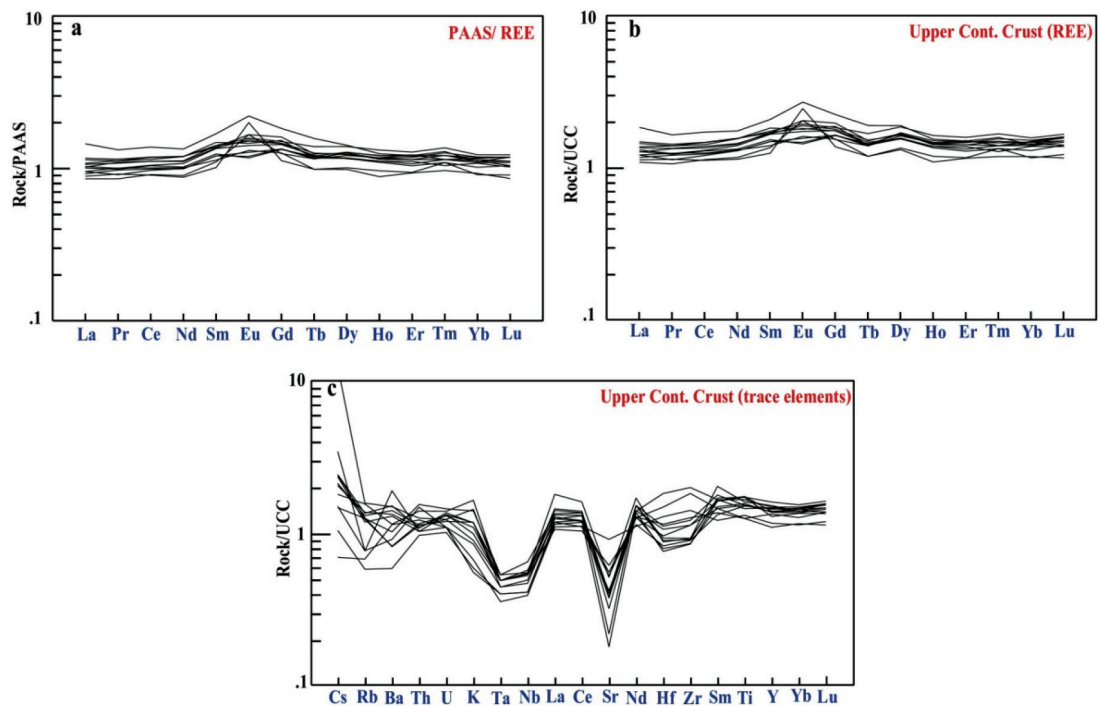 10
a
PAAS/ REE
Rock/PAAS
1
.1
La Pr Ce Nd Sm Eu Gd Tb Dy Ho Er Tm Yb Lu
10
b
Upper Cont. Crust (REE)
Rock/UCC
1
.1
La Pr Ce Nd Sm Eu Gd Tb Dy Ho Er Tm Yb Lu
10
c
Upper Cont. Crust (trace elements)
Rock/UCC
1
.1
Cs Rb Ba Th U K Ta Nb La Ce Sr Nd Hf Zr Sm Ti Y Yb Lu